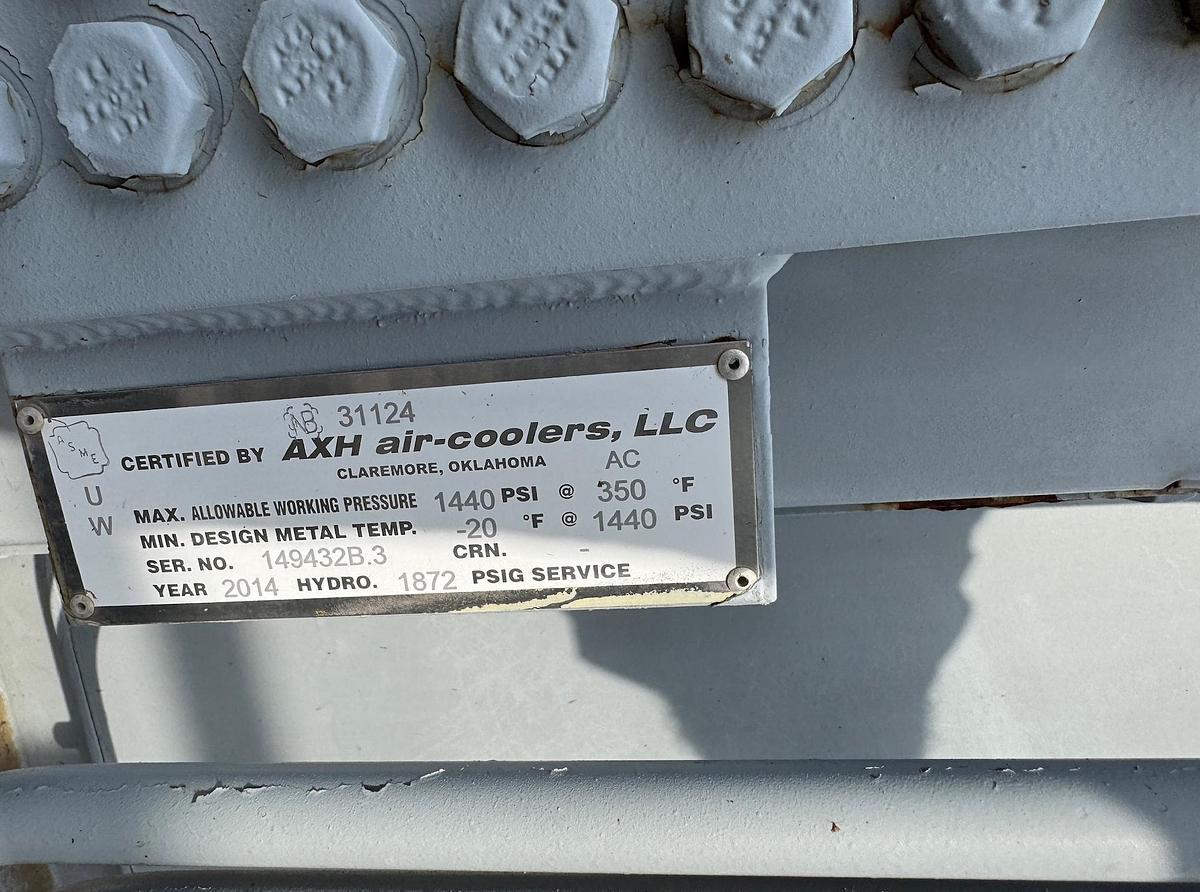 NB 31124
CERTIFIED BY AXH air-coolers, LLC
ASME
CLAREMORE, OKLAHOMA AC
U
MAX. ALLOWABLE WORKING PRESSURE 1440 PSI @ 350 °F
W
MIN. DESIGN METAL TEMP. -20 °F @ 1440 PSI
SER. NO. 149432B.3 CRN. -
YEAR 2014 HYDRO. 1872 PSIG SERVICE